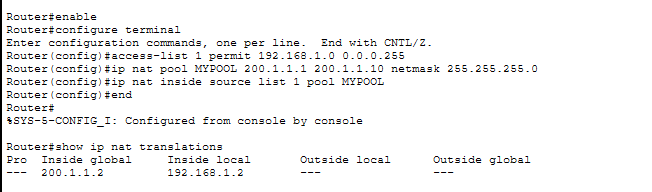 Router#enable
Router#configure terminal
Enter configuration commands, one per line.  End with CNTL/Z.
Router(config)#access-list 1 permit 192.168.1.0 0.0.0.255
Router(config)#ip nat pool MYPOOL 200.1.1.1 200.1.1.10 netmask 255.255.255.0
Router(config)#ip nat inside source list 1 pool MYPOOL
Router(config)#end
Router#
%SYS-5-CONFIG_I: Configured from console by console
Router#show ip nat translations
Pro  Inside global     Inside local       Outside local      Outside global
---  200.1.1.2         192.168.1.2        ---                ---